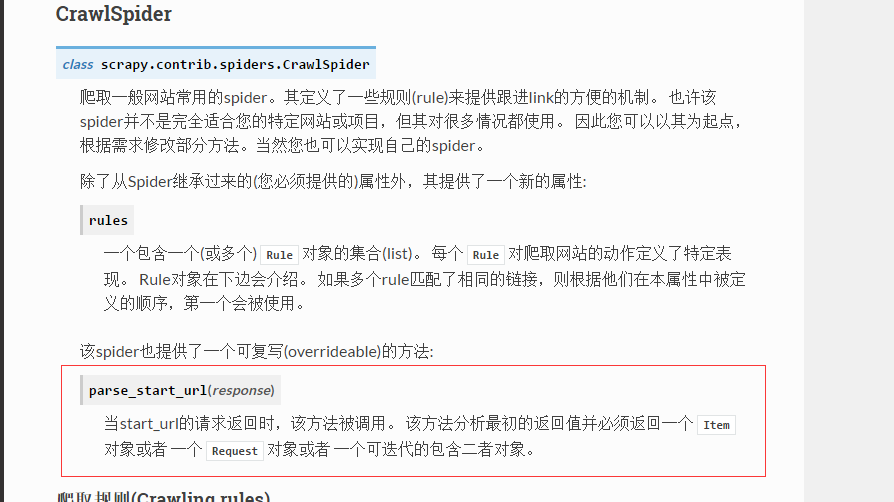 CrawlSpider
class scrapy.contrib.spiders.CrawlSpider
爬取一般网站常用的spider。其定义了一些规则(rule)来提供跟进link的方便的机制。 也许该
spider并不是完全适合您的特定网站或项目，但其对很多情况都使用。 因此您可以以其为起点，
根据需求修改部分方法。当然您也可以实现自己的spider。
除了从Spider继承过来的(您必须提供的)属性外，其提供了一个新的属性:
rules
一个包含一个(或多个) Rule 对象的集合(list)。 每个 Rule 对爬取网站的动作定义了特定表
现。 Rule对象在下边会介绍。 如果多个rule匹配了相同的链接，则根据他们在本属性中被定
义的顺序，第一个会被使用。
该spider也提供了一个可复写(overrideable)的方法:
parse_start_url(response)
当start_url的请求返回时，该方法被调用。 该方法分析最初的返回值并必须返回一个 Item
对象或者 一个 Request 对象或者 一个可迭代的包含二者对象。
爬取规则(Crawling rules)